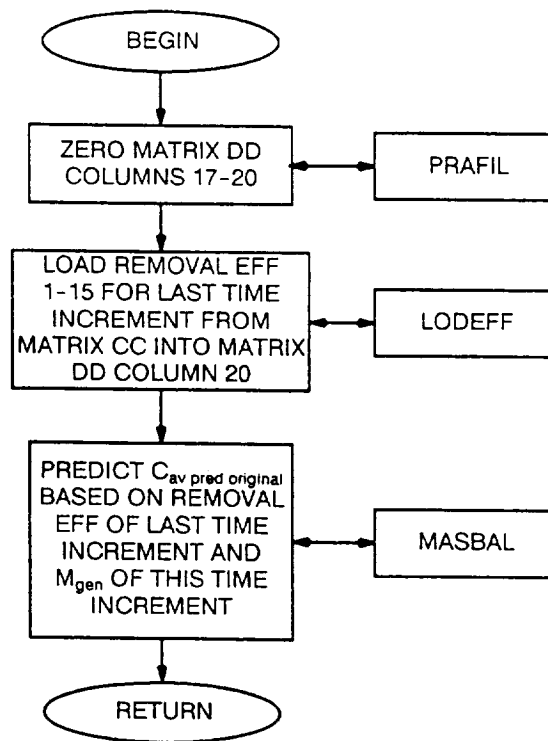 BEGIN
ZERO MATRIX DD
COLUMNS 17-20
PRAFIL
LOAD REMOVAL EFF
1-15 FOR LAST TIME
INCREMENT FROM
MATRIX CC INTO MATRIX
DD COLUMN 20
LODEFF
PREDICT Cav pred original
BASED ON REMOVAL
EFF OF LAST TIME
INCREMENT AND
Mgen OF THIS TIME
INCREMENT
MASBAL
RETURN